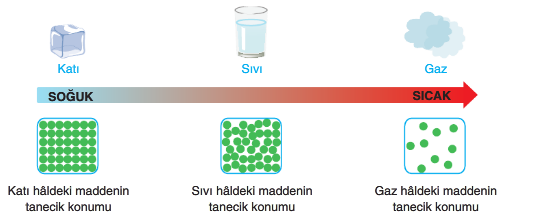 Katı
Sıvı
Gaz
SOĞUK
SICAK
Katı hâldeki maddenin
tanecik konumu
Sıvı hâldeki maddenin
tanecik konumu
Gaz hâldeki maddenin
tanecik konumu